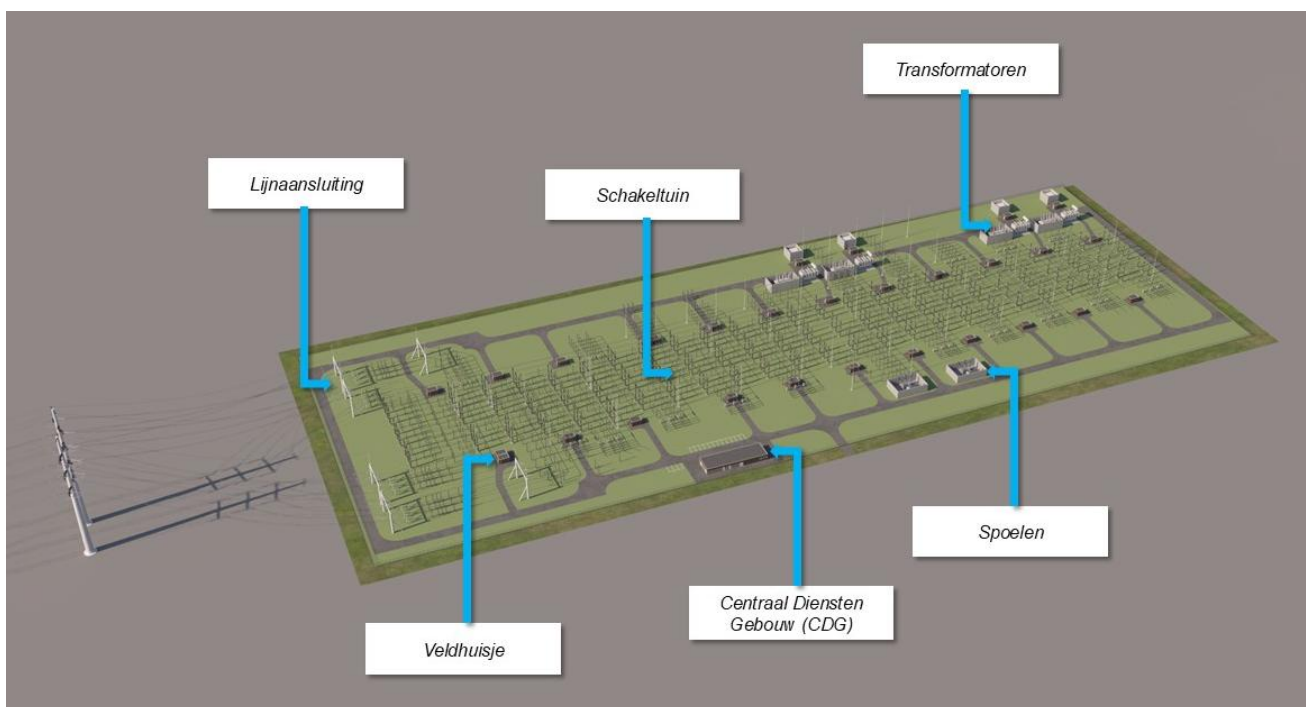 Transformatoren
Lijnaansluiting
Schakeltuin
Spoelen
Centraal Diensten
Gebouw (CDG)
Veldhuisje